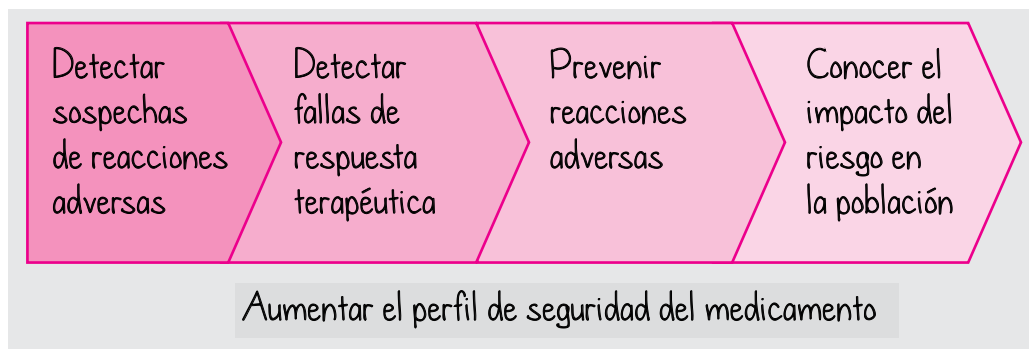 Detectar
sospechas
de reacciones
adversas
Detectar
fallas de
respuesta
terapéutica
Prevenir
reacciones
adversas
Conocer el
impacto del
riesgo en
la población
Aumentar el perfil de seguridad del medicamento